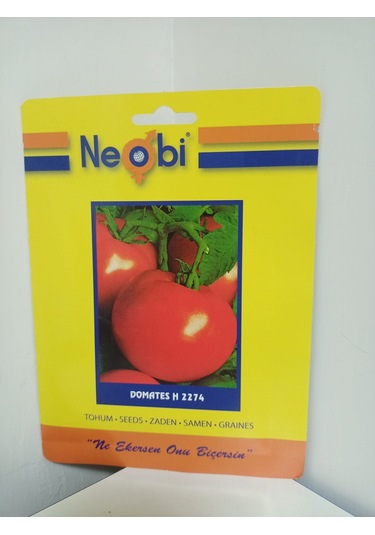 Neobi®
DOMATES H 2274
TOHUM • SEEDS • ZADEN • SAMEN • GRAINES
"Ne Ekersen Onu Biçersin"